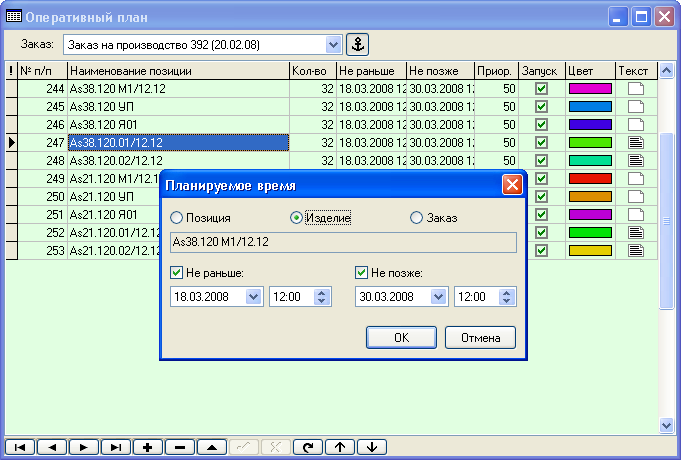 Оперативный план
Заказ: Заказ на производство 392 (20.02.08)
! № п/п Наименование позиции Кол-во Не раньше Не позже Приор. Запуск Цвет Текст
244 As38.120 М1/12.12 32 18.03.2008 12 30.03.2008 12 50
245 As38.120 УП 32 18.03.2008 12 30.03.2008 12 50
246 As38.120 Я01 32 18.03.2008 12 30.03.2008 12 50
247 As38.120.01/12.12 32 18.03.2008 12 30.03.2008 12 50
248 As38.120.02/12.12 32 18.03.2008 12 30.03.2008 12 50
249 As21.120 М1/12.1
250 As21.120 УП
251 As21.120 Я01
252 As21.120.01/12.12
253 As21.120.02/12.12
Планируемое время
Позиция Изделие Заказ
As38.120 М1/12.12
Не раньше: Не позже:
18.03.2008 12:00 30.03.2008 12:00
OK Отмена